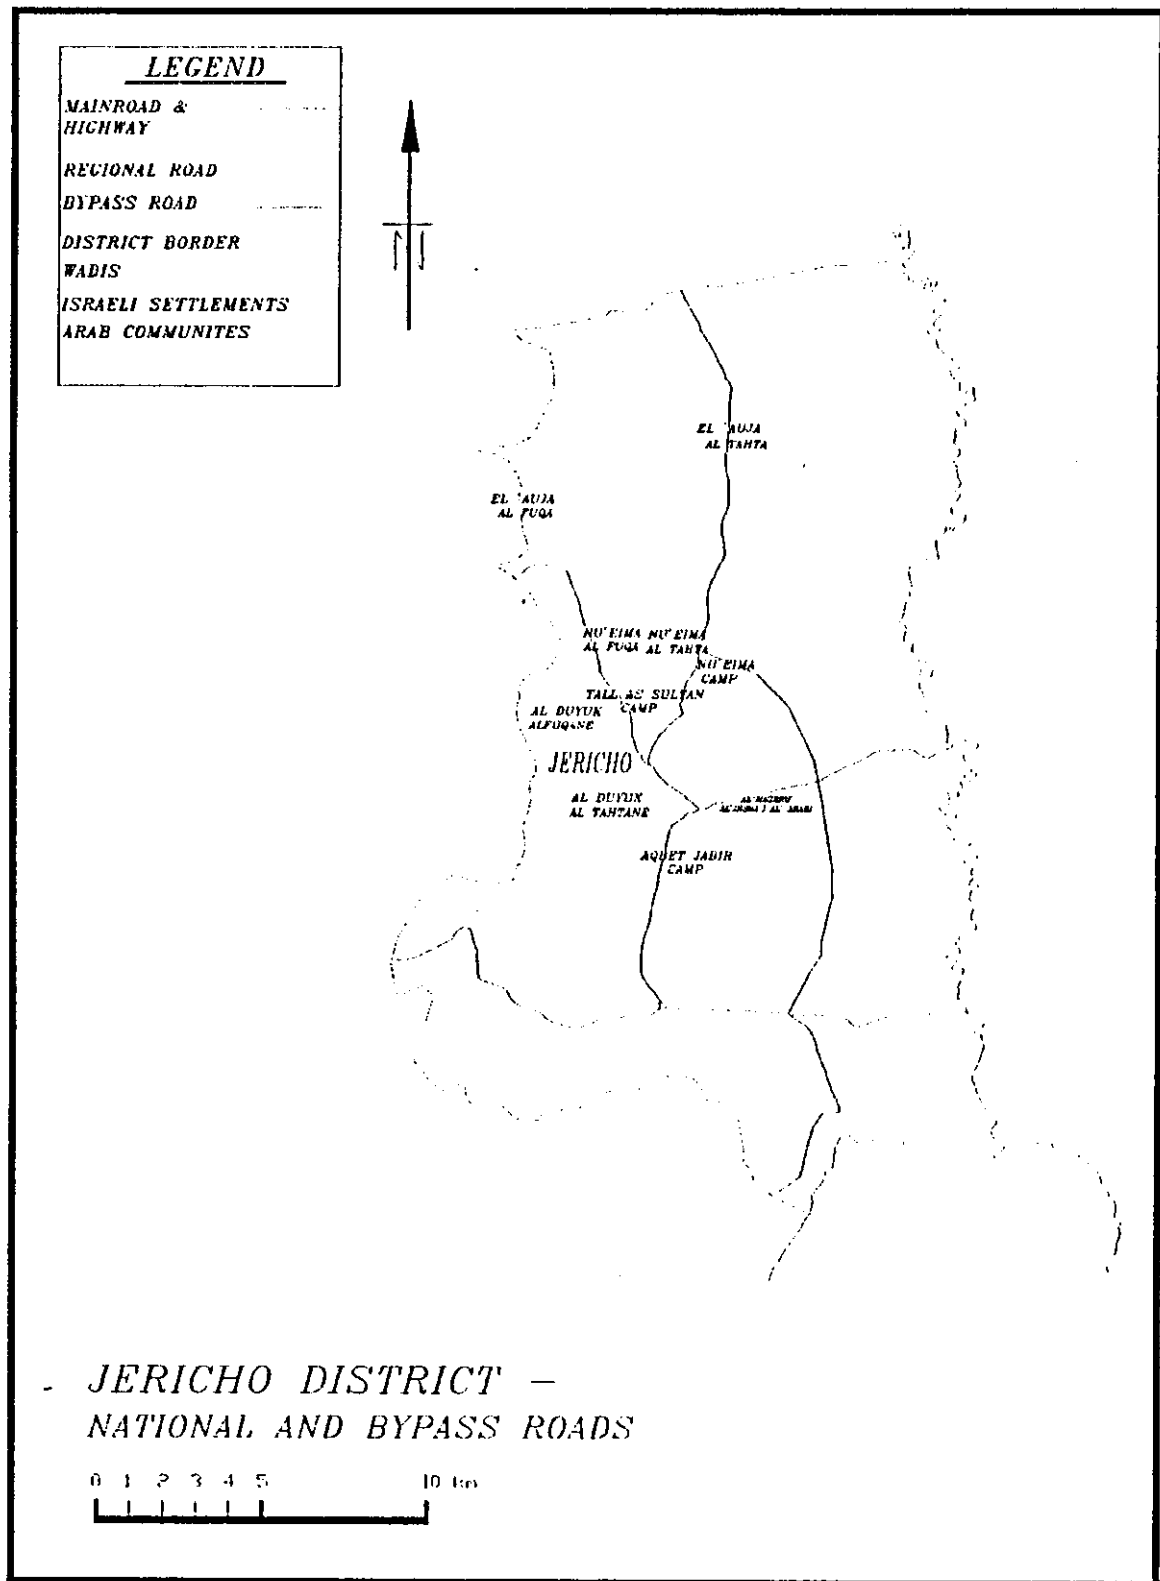 LEGEND
MAINROAD &
HIGHWAY
REGIONAL ROAD
BYPASS ROAD
DISTRICT BORDER
WADIS
ISRAELI SETTLEMENTS
ARAB COMMUNITES
N
EL 'AUJA
AL TAHTA
EL 'AUJA
AL FUQA
NU'EIMA NU'EIMA
AL FUQA AL TAHTA
NU'EIMA
CAMP
TALL AS SULTAN
CAMP
AL DUYUK
ALFUQANE
JERICHO
AL DUYUK
AL TAHTANE
AQBET JABIR
CAMP
JERICHO DISTRICT –
NATIONAL AND BYPASS ROADS
0 1 2 3 4 5 10 km